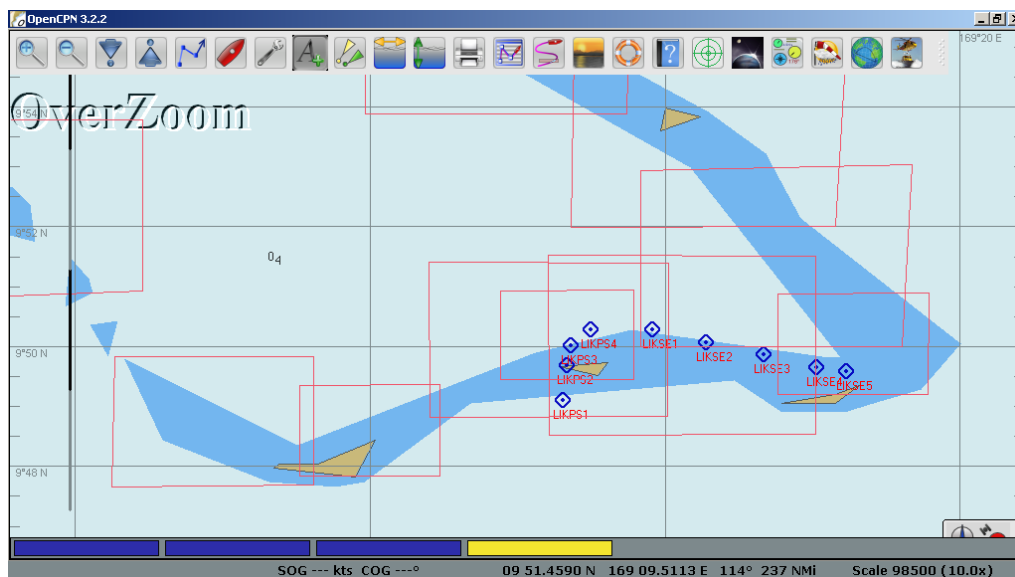 OpenCPN 3.2.2
169°20 E
OverZoom
9°54 N
9°52 N
0₄
9°50 N
LIKPS4
LIKSE1
LIKSE2
LIKPS3
LIKSE3
LIKPS2
LIKSE4
LIKSE5
LIKPS1
9°48 N
SOG --- kts COG ---°
09 51.4590 N 169 09.5113 E 114° 237 NMi
Scale 98500 (10.0x)